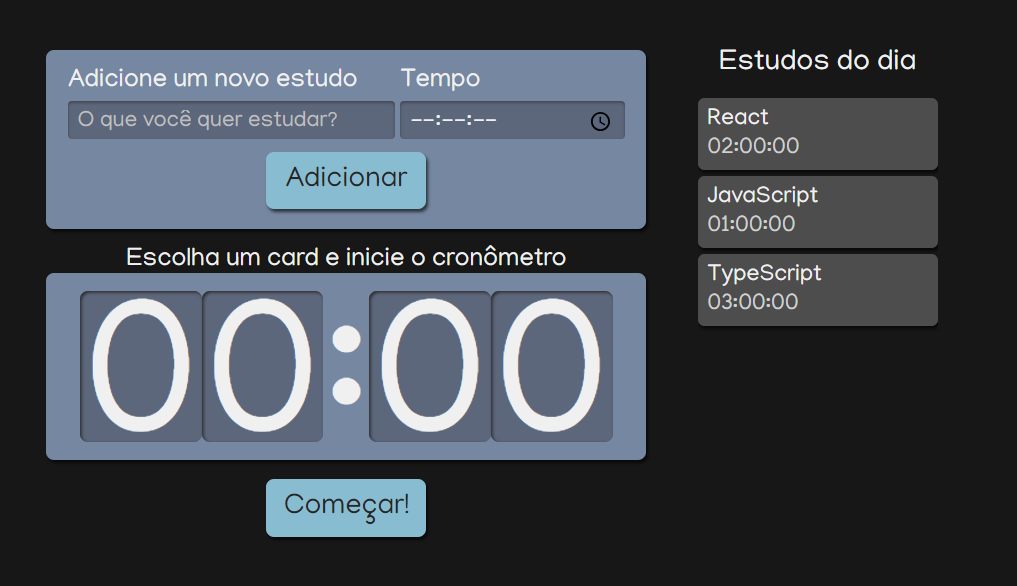 Adicione um novo estudo
Tempo
O que você quer estudar?
--:--:--
Adicionar
Escolha um card e inicie o cronômetro
00:00
Começar!
Estudos do dia
React
02:00:00
JavaScript
01:00:00
TypeScript
03:00:00